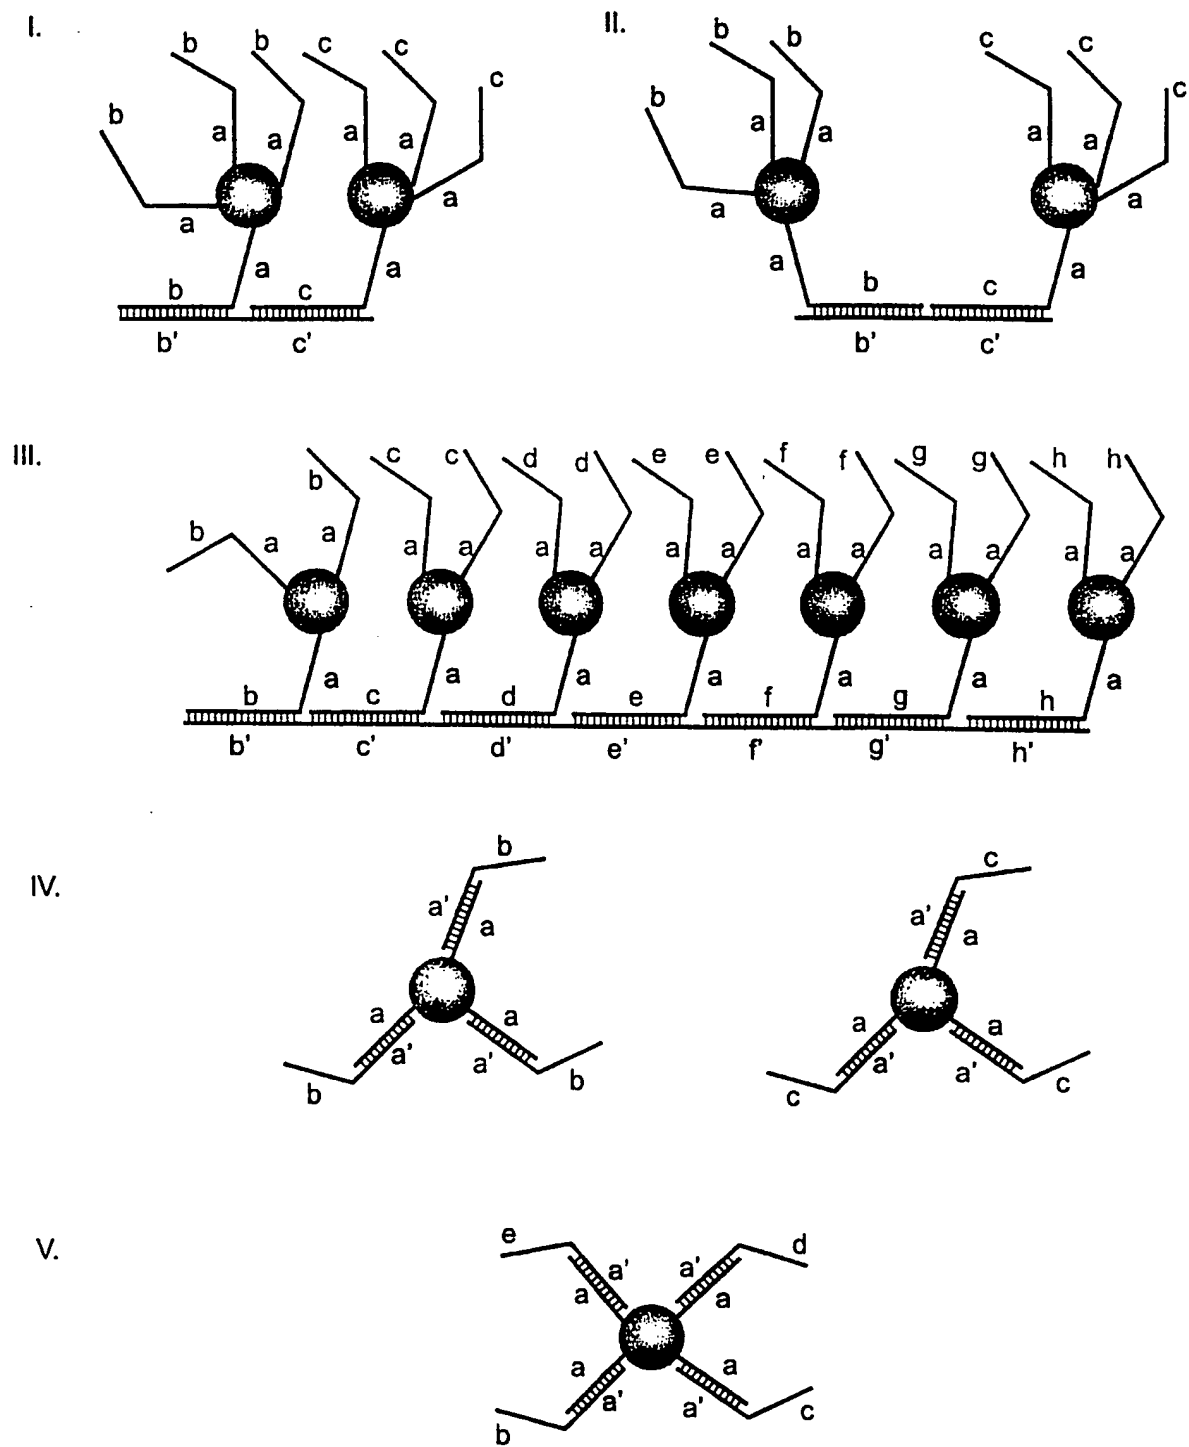 I. II.
b b c c c b b b c c c
b a a a a a a a a a a a
a a a a
b c b c
b' c' b' c'
III.
b c c d d e e f f g g h h
b a a a a a a a a a a a a a a
a a a a a a a
b c d e f g h
b' c' d' e' f' g' h'
IV.
b c
a' a a' a
a a a a
a' a' a' a'
b b c c
V.
e d
a' a'
a a
a a
a' a'
b c